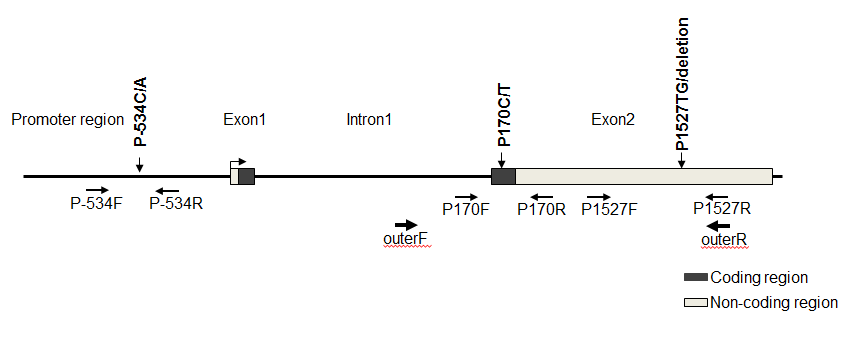 P-534C/A
P170C/T
P1527TG/deletion
Promoter region
Exon1
Intron1
Exon2
P-534F
P-534R
P170F
P170R
P1527F
P1527R
outerF
outerR
Coding region
Non-coding region